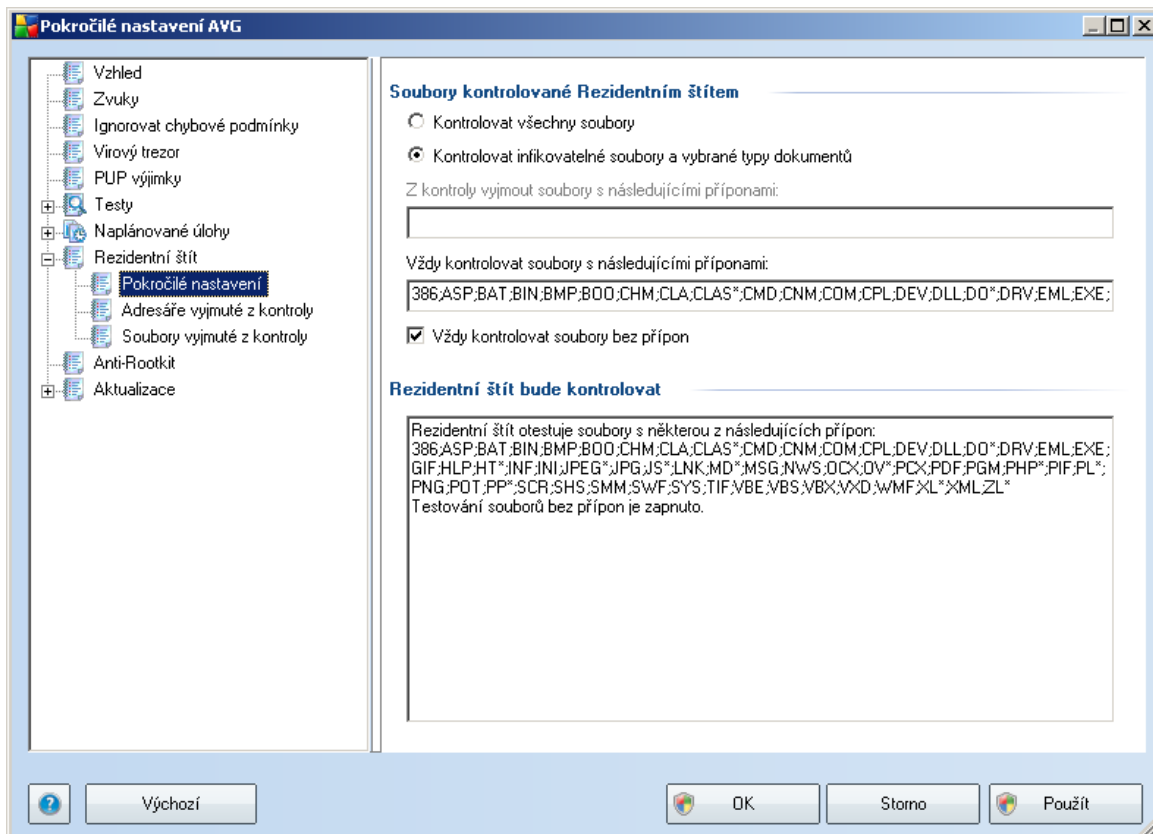 Pokročilé nastavení AVG
Vzhled
Zvuky
Ignorovat chybové podmínky
Virový trezor
PUP výjimky
Testy
Naplánované úlohy
Rezidentní štít
Pokročilé nastavení
Adresáře vyjmuté z kontroly
Soubory vyjmuté z kontroly
Anti-Rootkit
Aktualizace
Soubory kontrolované Rezidentním štítem
Kontrolovat všechny soubory
Kontrolovat infikovatelné soubory a vybrané typy dokumentů
Z kontroly vyjmout soubory s následujícími příponami:
Vždy kontrolovat soubory s následujícími příponami:
386;ASP;BAT;BIN;BMP;BOO;CHM;CLA;CLAS*;CMD;CNM;COM;CPL;DEV;DLL;DO*;DRV;EML;EXE;
Vždy kontrolovat soubory bez přípon
Rezidentní štít bude kontrolovat
Rezidentní štít otestuje soubory s některou z následujících přípon:
386;ASP;BAT;BIN;BMP;BOO;CHM;CLA;CLAS*;CMD;CNM;COM;CPL;DEV;DLL;DO*;DRV;EML;EXE;
GIF;HLP;HT*;INF;INI;JPEG*;JPG;JS*;LNK;MD*;MSG;NWS;OCX;OV*;PCX;PDF;PGM;PHP*;PIF;PL*;
PNG;POT;PP*;SCR;SHS;SMM;SWF;SYS;TIF;VBE;VBS;VBX;VXD;WMF;XL*;XML;ZL*
Testování souborů bez přípon je zapnuto.
Výchozí
OK
Storno
Použít